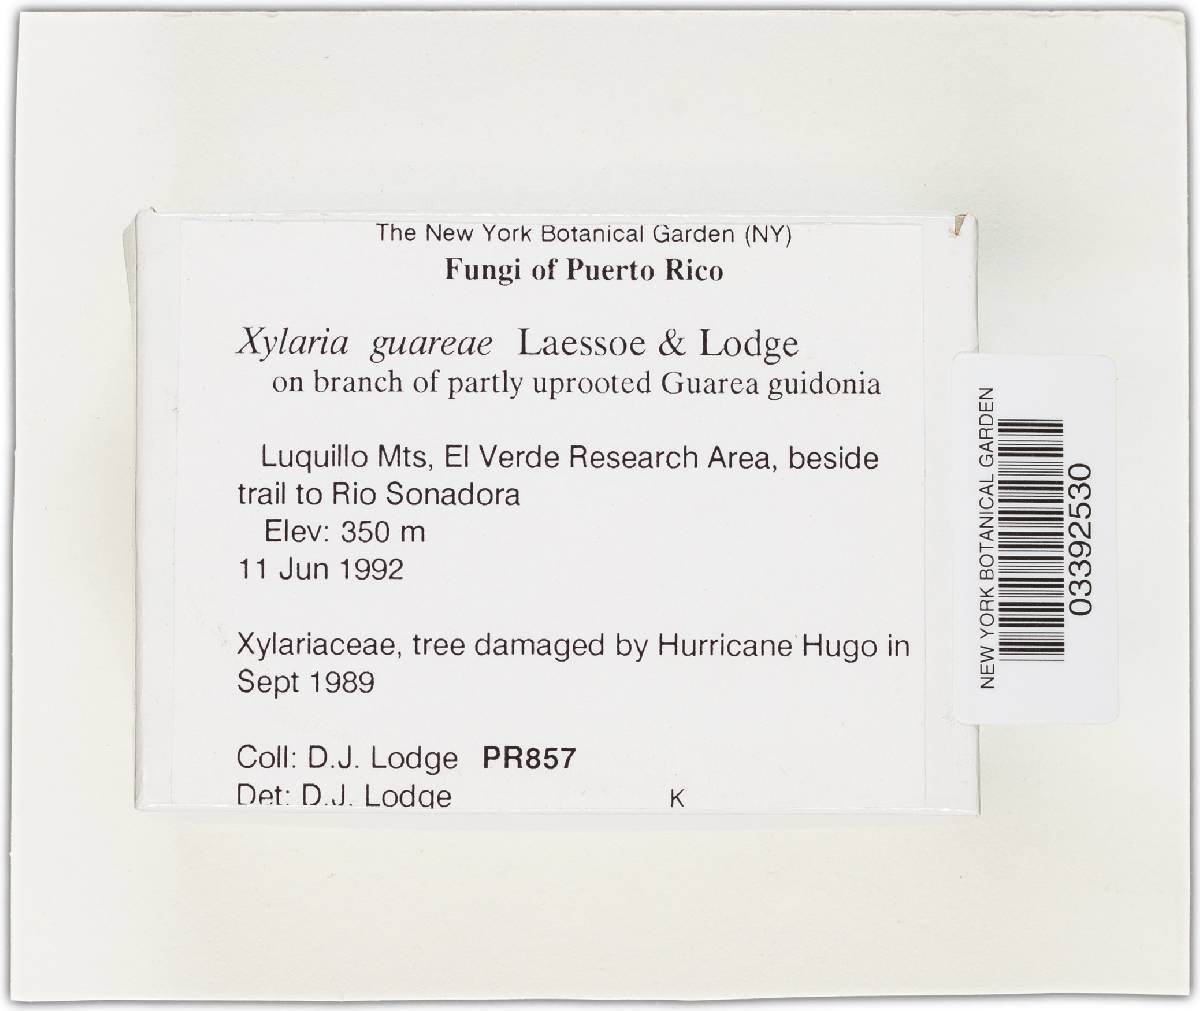 The New York Botanical Garden (NY)
Fungi of Puerto Rico
Xylaria guareae Laessoe & Lodge
on branch of partly uprooted Guarea guidonia
Luquillo Mts, El Verde Research Area, beside
trail to Rio Sonadora
Elev: 350 m
11 Jun 1992
Xylariaceae, tree damaged by Hurricane Hugo in
Sept 1989
Coll: D.J. Lodge PR857
Det: D.J. Lodge K
NEW YORK BOTANICAL GARDEN
03392530